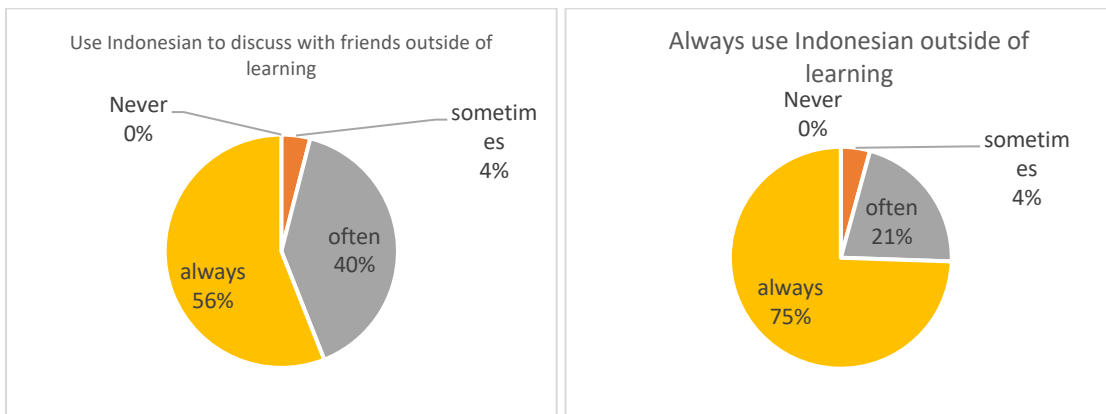 Use Indonesian to discuss with friends outside of
learning
Never
0%
sometim
es
4%
often
40%
always
56%
Always use Indonesian outside of
learning
Never
0%
sometim
es
4%
often
21%
always
75%